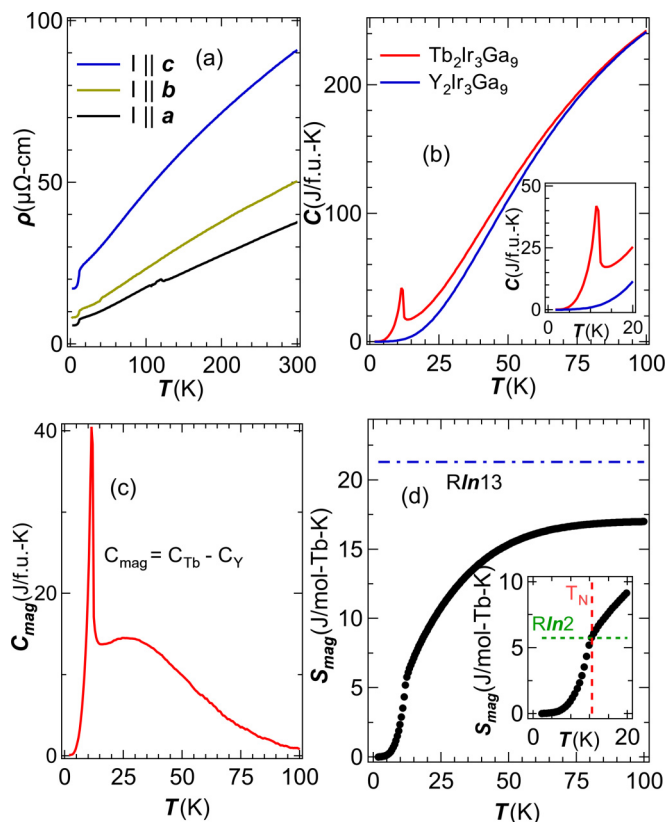 (a)
I || c
I || b
I || a
ρ(μΩ-cm)
100
50
0
0
100
200
300
T(K)
(b)
Tb2Ir3Ga9
Y2Ir3Ga9
C(J/f.u.-K)
200
100
0
0
25
50
75
100
T(K)
C(J/f.u.-K)
50
25
0
0
20
T(K)
(c)
Cmag = CTb - CY
Cmag(J/f.u.-K)
40
20
0
0
25
50
75
100
T(K)
(d)
RIn13
Smag(J/mol-Tb-K)
20
15
10
5
0
0
25
50
75
100
T(K)
TN
RIn2
Smag(J/mol-Tb-K)
10
5
0
0
20
T(K)